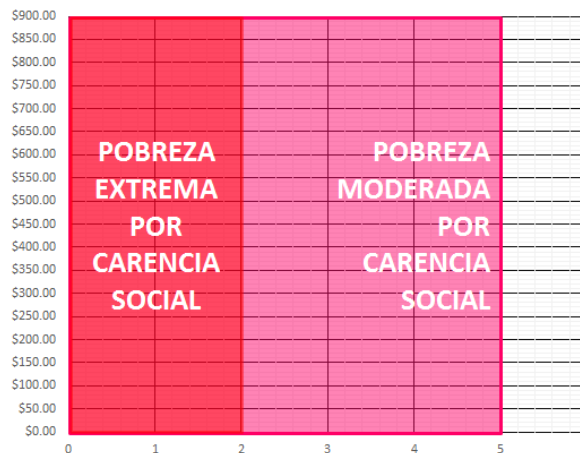 $900.00
$850.00
$800.00
$750.00
$700.00
$650.00
$600.00
$550.00
$500.00
$450.00
$400.00
$350.00
$300.00
$250.00
$200.00
$150.00
$100.00
$50.00
$0.00
POBREZA
EXTREMA
POR
CARENCIA
SOCIAL
POBREZA
MODERADA
POR
CARENCIA
SOCIAL
0 1 2 3 4 5